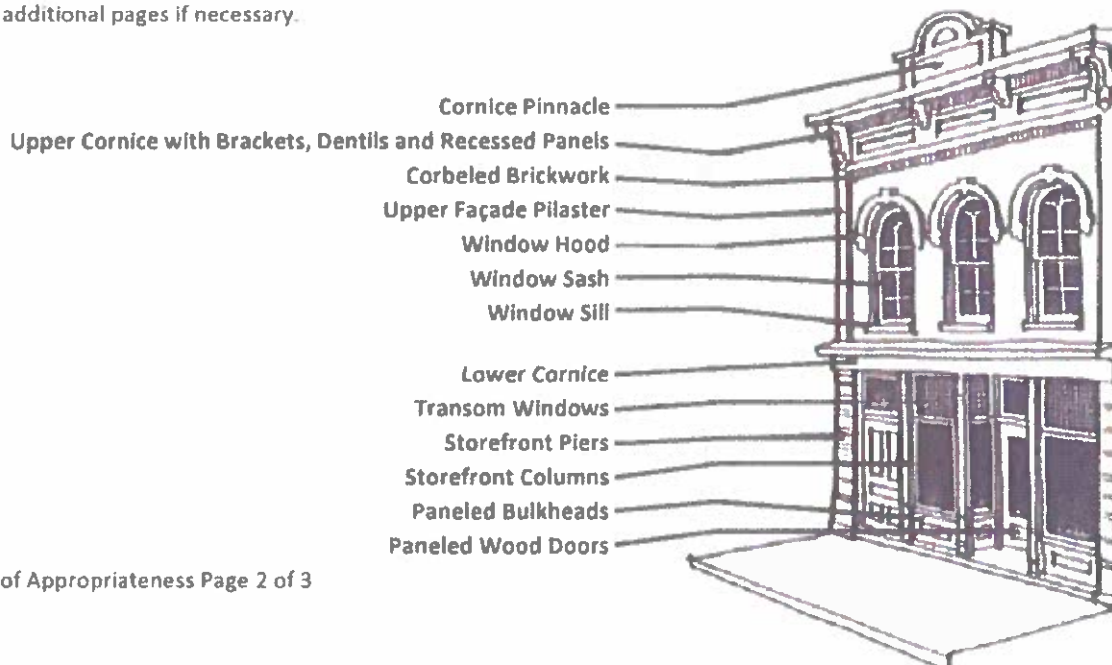 additional pages if necessary.
Cornice Pinnacle
Upper Cornice with Brackets, Dentils and Recessed Panels
Corbeled Brickwork
Upper Façade Pilaster
Window Hood
Window Sash
Window Sill
Lower Cornice
Transom Windows
Storefront Piers
Storefront Columns
Paneled Bulkheads
Paneled Wood Doors
of Appropriateness Page 2 of 3